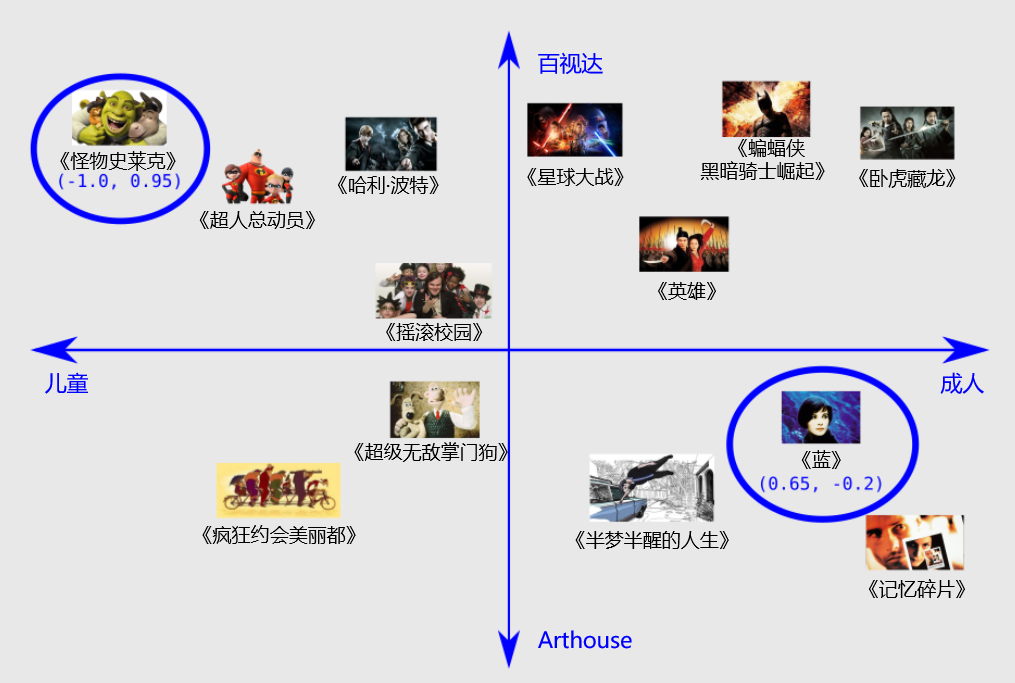 百视达
《怪物史莱克》
(-1.0, 0.95)
《超人总动员》
《哈利·波特》
《星球大战》
《蝙蝠侠
黑暗骑士崛起》
《卧虎藏龙》
《英雄》
《摇滚校园》
儿童
成人
《超级无敌掌门狗》
《蓝》
(0.65, -0.2)
《疯狂约会美丽都》
《半梦半醒的人生》
《记忆碎片》
Arthouse